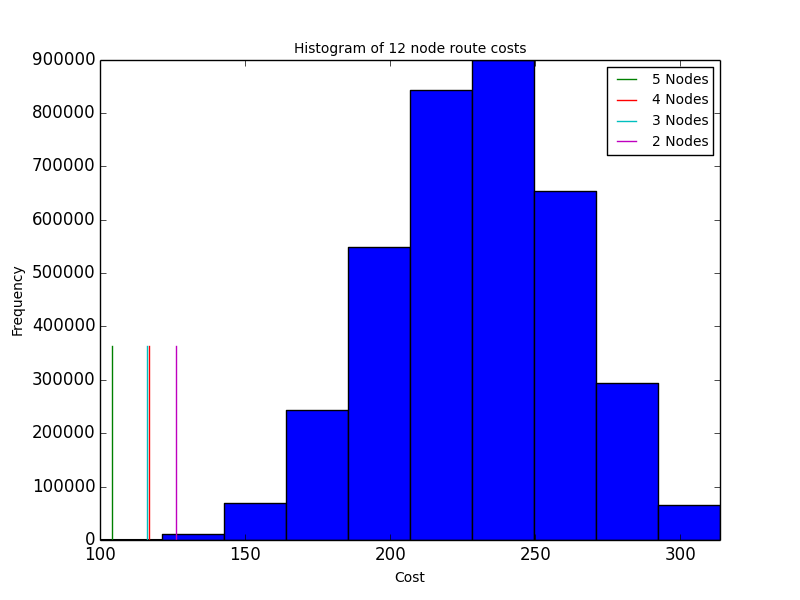 Histogram of 12 node route costs
900000
800000
700000
600000
500000
400000
300000
200000
100000
0
Frequency
5 Nodes
4 Nodes
3 Nodes
2 Nodes
100 150 200 250 300
Cost